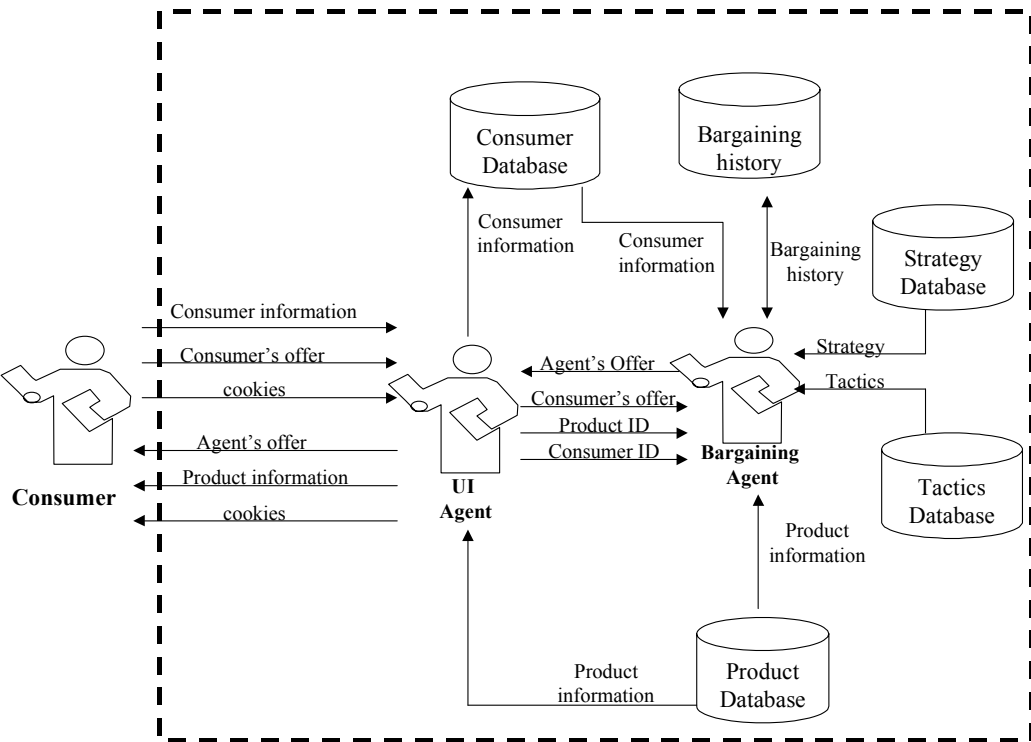 Consumer
Database
Bargaining
history
Consumer
information
Consumer
information
Bargaining
history
Strategy
Database
Consumer information
Consumer's offer
cookies
Agent's offer
Product information
cookies
Consumer
Agent's Offer
Consumer's offer
Product ID
Consumer ID
UI
Agent
Bargaining
Agent
Strategy
Tactics
Tactics
Database
Product
information
Product
information
Product
Database